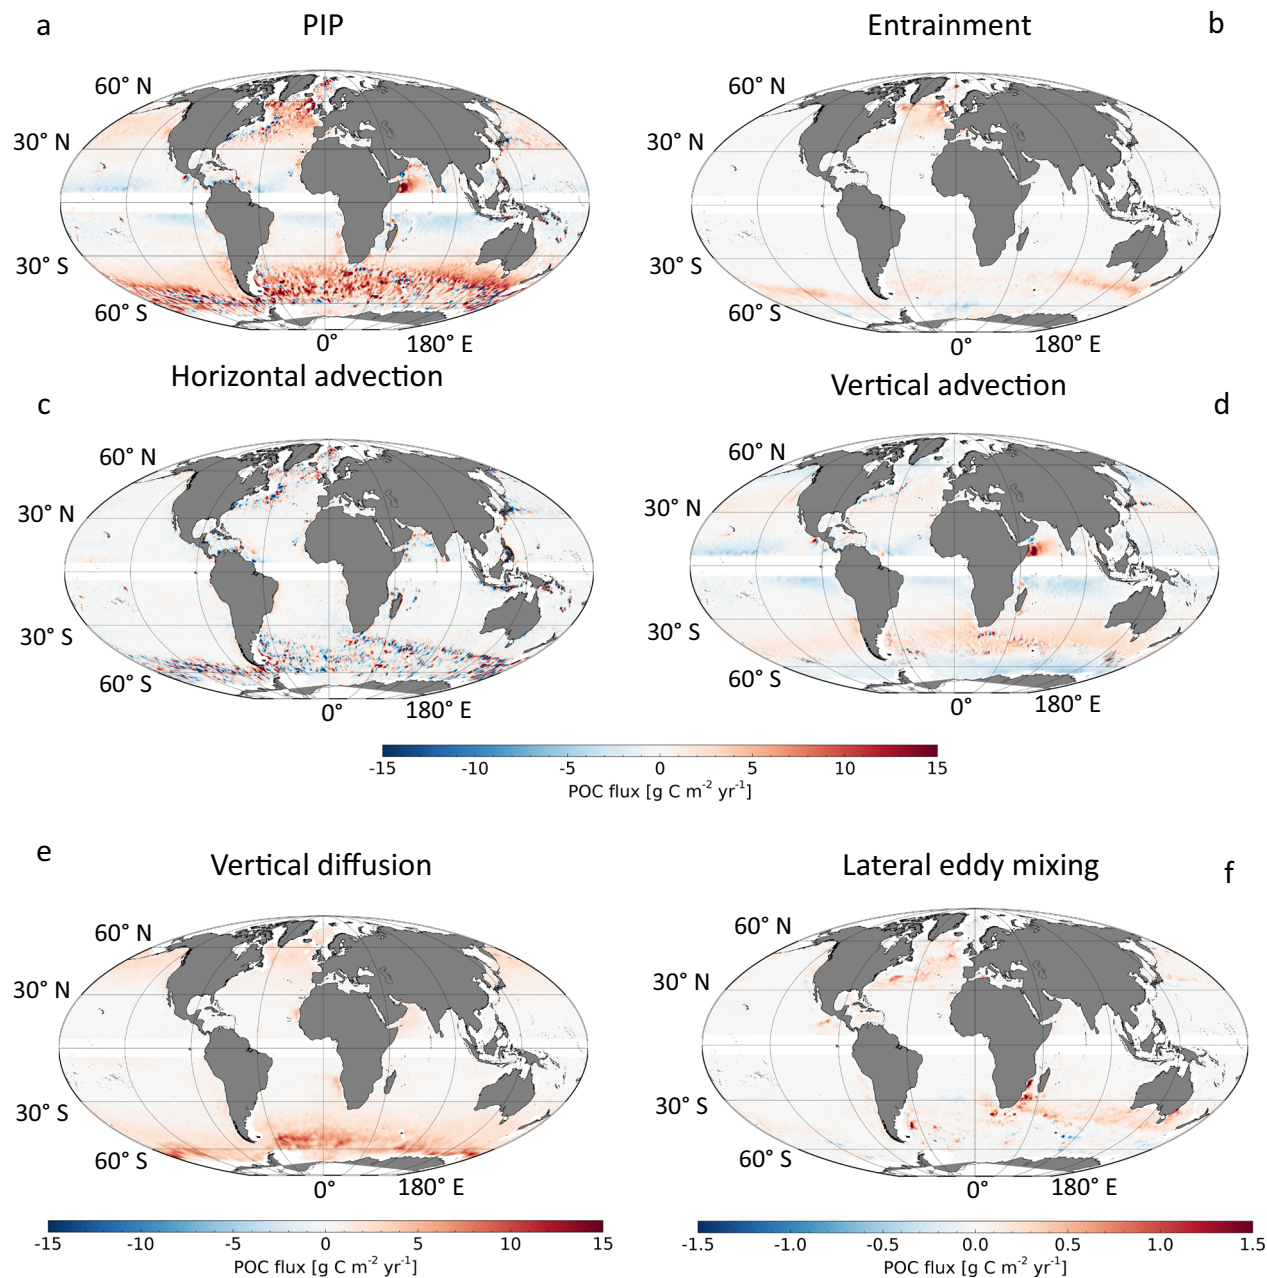 a
PIP
Entrainment
b
60° N
30° N
30° S
60° S
0°
180° E
60° N
30° N
30° S
60° S
0°
180° E
Horizontal advection
Vertical advection
c
d
60° N
30° N
30° S
60° S
0°
180° E
60° N
30° N
30° S
60° S
0°
180° E
-15 -10 -5 0 5 10 15
POC flux [g C m⁻² yr⁻¹]
e
Vertical diffusion
Lateral eddy mixing
f
60° N
30° N
30° S
60° S
0°
180° E
60° N
30° N
30° S
60° S
0°
180° E
-15 -10 -5 0 5 10 15
POC flux [g C m⁻² yr⁻¹]
-1.5 -1.0 -0.5 0.0 0.5 1.0 1.5
POC flux [g C m⁻² yr⁻¹]